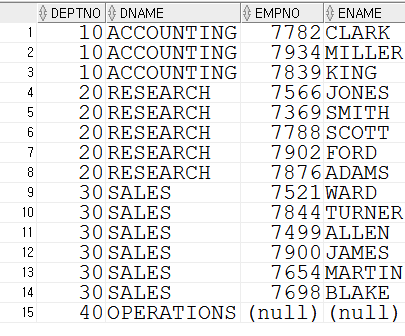 DEPTNO DNAME EMPNO ENAME
1 10 ACCOUNTING 7782 CLARK
2 10 ACCOUNTING 7934 MILLER
3 10 ACCOUNTING 7839 KING
4 20 RESEARCH 7566 JONES
5 20 RESEARCH 7369 SMITH
6 20 RESEARCH 7788 SCOTT
7 20 RESEARCH 7902 FORD
8 20 RESEARCH 7876 ADAMS
9 30 SALES 7521 WARD
10 30 SALES 7844 TURNER
11 30 SALES 7499 ALLEN
12 30 SALES 7900 JAMES
13 30 SALES 7654 MARTIN
14 30 SALES 7698 BLAKE
15 40 OPERATIONS (null) (null)